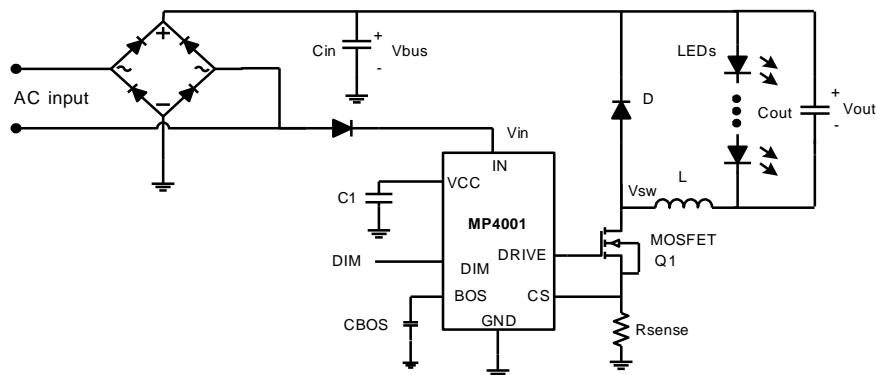 +
~
~
−
AC input
Cin
+
Vbus
-
LEDs
D
Cout
+
Vout
-
Vin
IN
VCC
C1
MP4001
Vsw
L
DRIVE
MOSFET
Q1
DIM
DIM
BOS
CS
CBOS
GND
Rsense